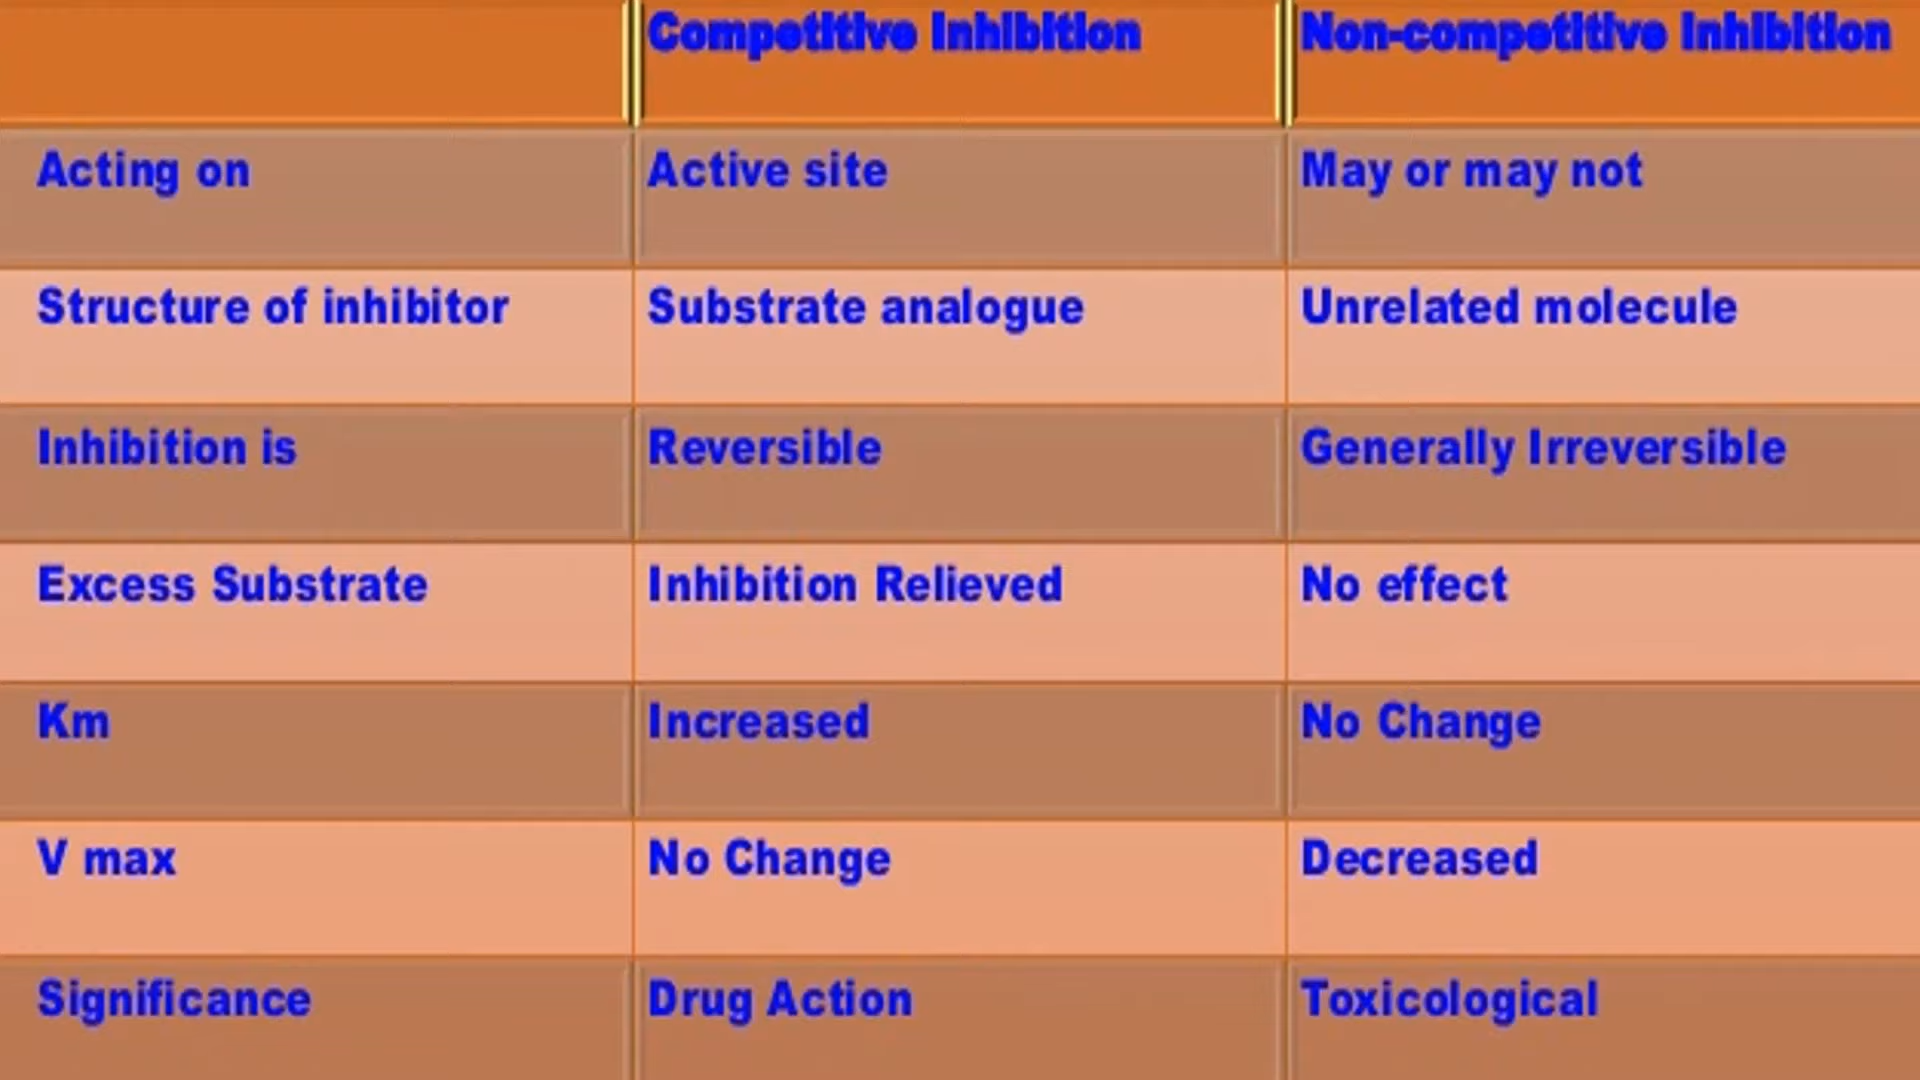 Competitive Inhibition Non-competitive Inhibition
Acting on Active site May or may not
Structure of inhibitor Substrate analogue Unrelated molecule
Inhibition is Reversible Generally Irreversible
Excess Substrate Inhibition Relieved No effect
Km Increased No Change
V max No Change Decreased
Significance Drug Action Toxicological